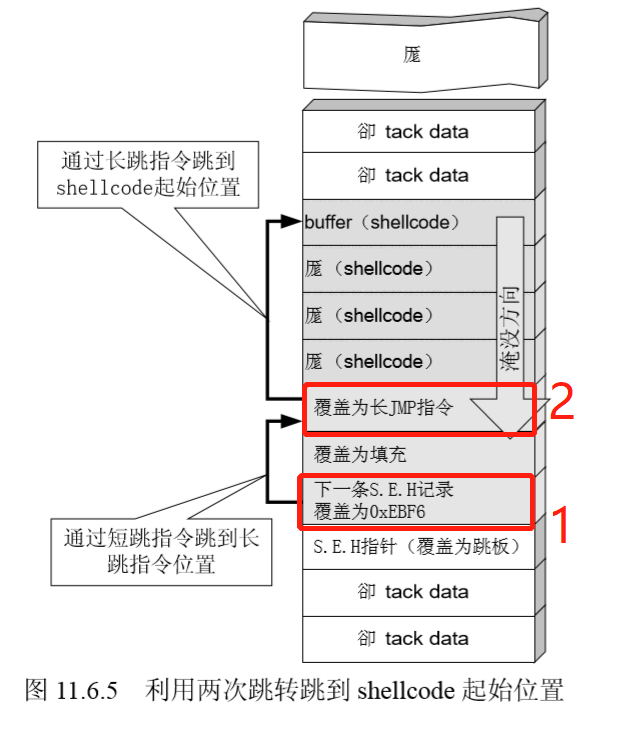 厖
卻 tack data
卻 tack data
通过长跳指令跳到
shellcode起始位置
buffer（shellcode）
厖（shellcode）
厖（shellcode）
厖（shellcode）
淹没方向
覆盖为长JMP指令
2
覆盖为填充
下一条S.E.H记录
覆盖为0xEBF6
1
通过短跳指令跳到长
跳指令位置
S.E.H指针（覆盖为跳板）
卻 tack data
卻 tack data
图 11.6.5 利用两次跳转跳到 shellcode 起始位置